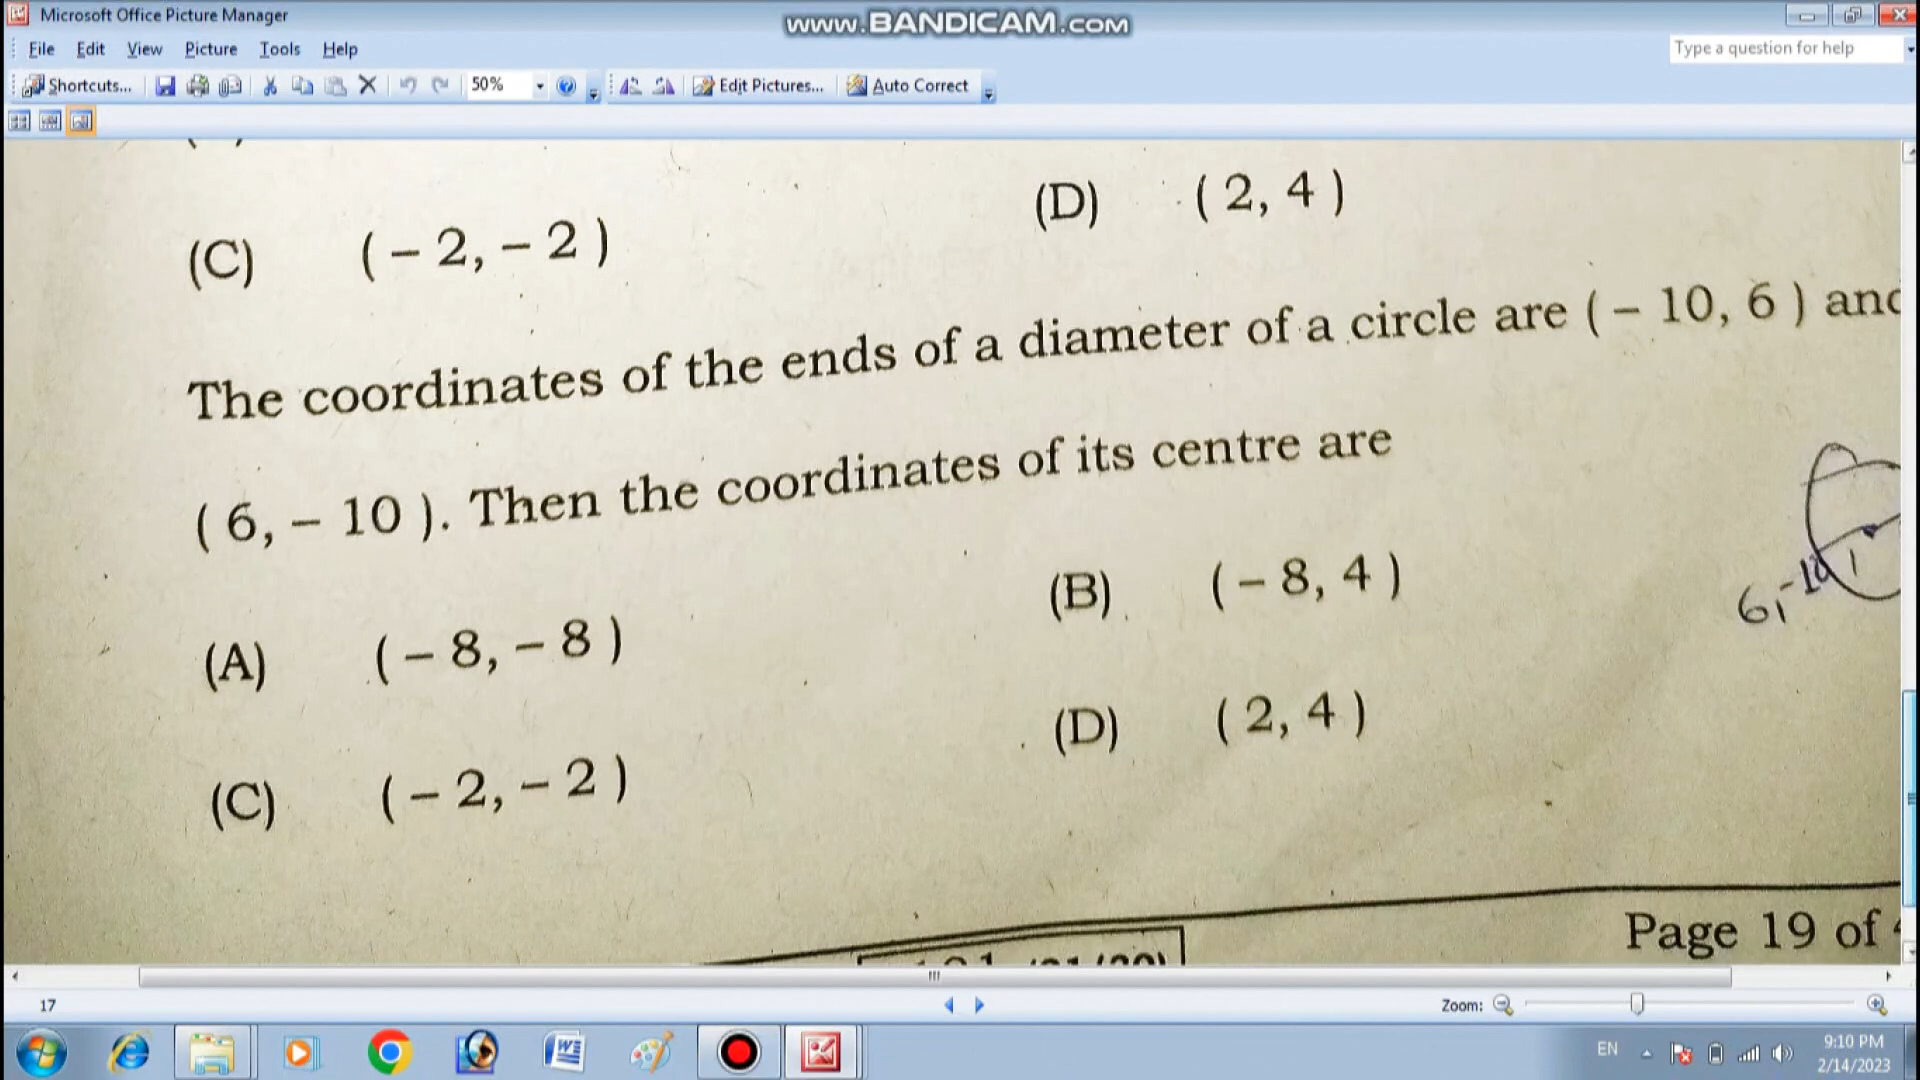 Microsoft Office Picture Manager
www.BANDICAM.com
File Edit View Picture Tools Help
Type a question for help
Shortcuts... 50% Edit Pictures... Auto Correct
(C) ( – 2, – 2 ) (D) ( 2, 4 )
The coordinates of the ends of a diameter of a circle are ( – 10, 6 ) and
( 6, – 10 ). Then the coordinates of its centre are
6, -10
(A) ( – 8, – 8 ) (B) ( – 8, 4 )
(C) ( – 2, – 2 ) (D) ( 2, 4 )
Page 19 of
17 Zoom:
EN 9:10 PM
2/14/2023